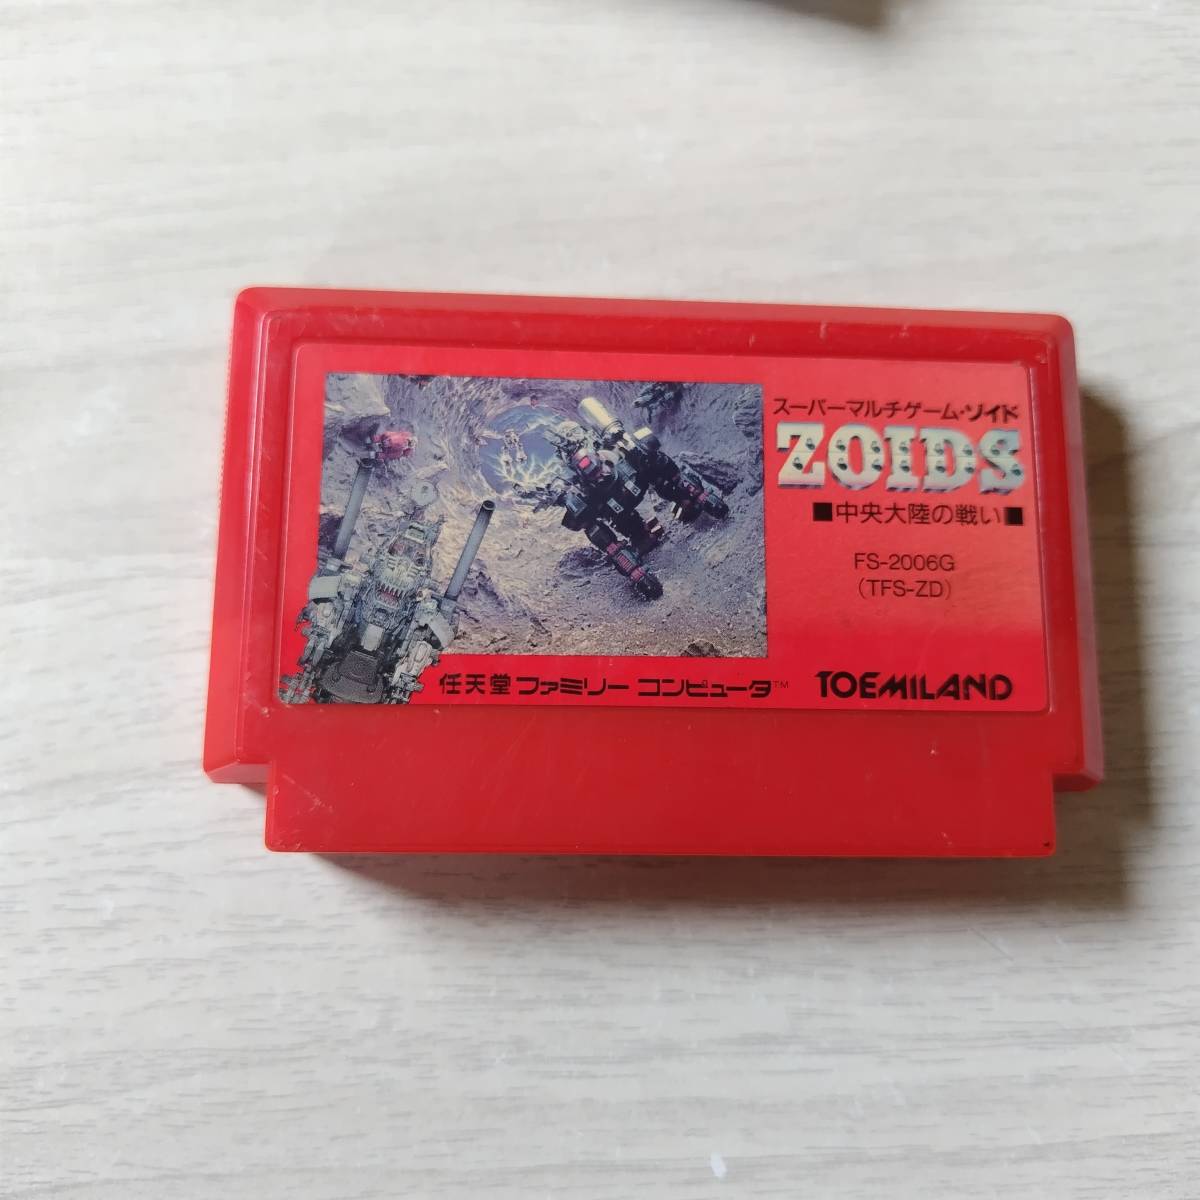 スーパーマルチゲーム・ゾイド
ZOIDS
■中央大陸の戦い■
FS-2006G
(TFS-ZD)
任天堂 ファミリー コンピュータ™
TOEMILAND